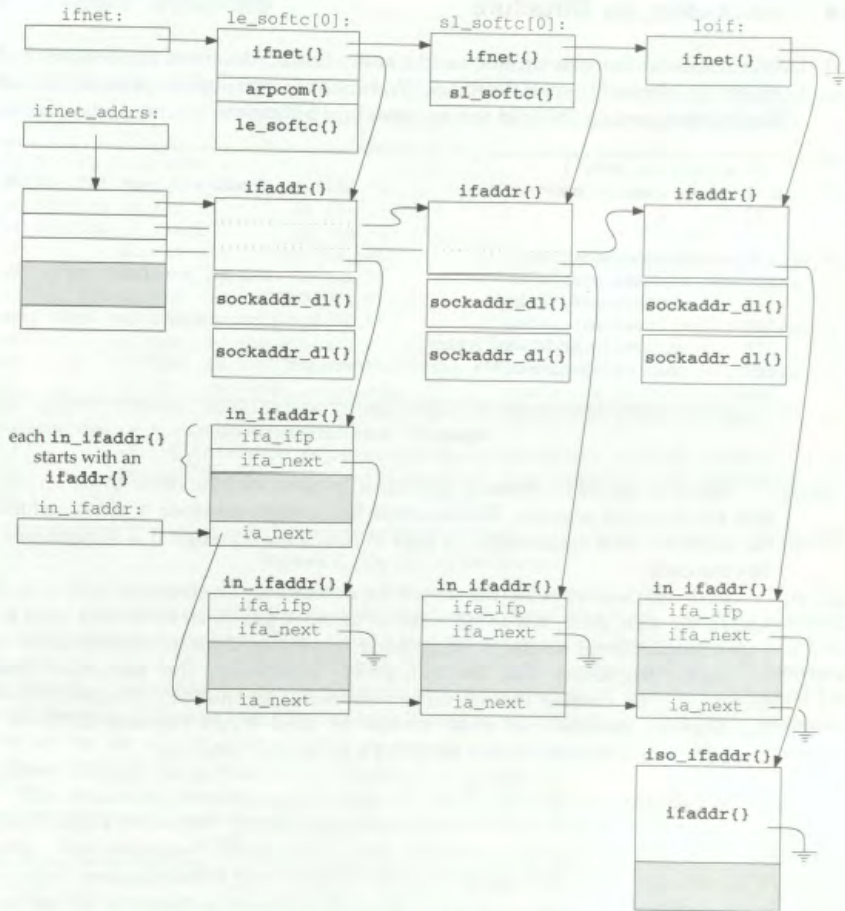 ifnet: le_softc[0]: sl_softc[0]: loif:
ifnet{} ifnet{} ifnet{}
arpcom{} sl_softc{}
le_softc{}
ifnet_addrs:
ifaddr{} ifaddr{} ifaddr{}
sockaddr_dl{} sockaddr_dl{} sockaddr_dl{}
sockaddr_dl{} sockaddr_dl{} sockaddr_dl{}
in_ifaddr{}
each in_ifaddr{}
starts with an
ifaddr{}
ifa_ifp
ifa_next
in_ifaddr:
ia_next
in_ifaddr{} in_ifaddr{} in_ifaddr{}
ifa_ifp ifa_ifp ifa_ifp
ifa_next ifa_next ifa_next
ia_next ia_next ia_next
iso_ifaddr{}
ifaddr{}